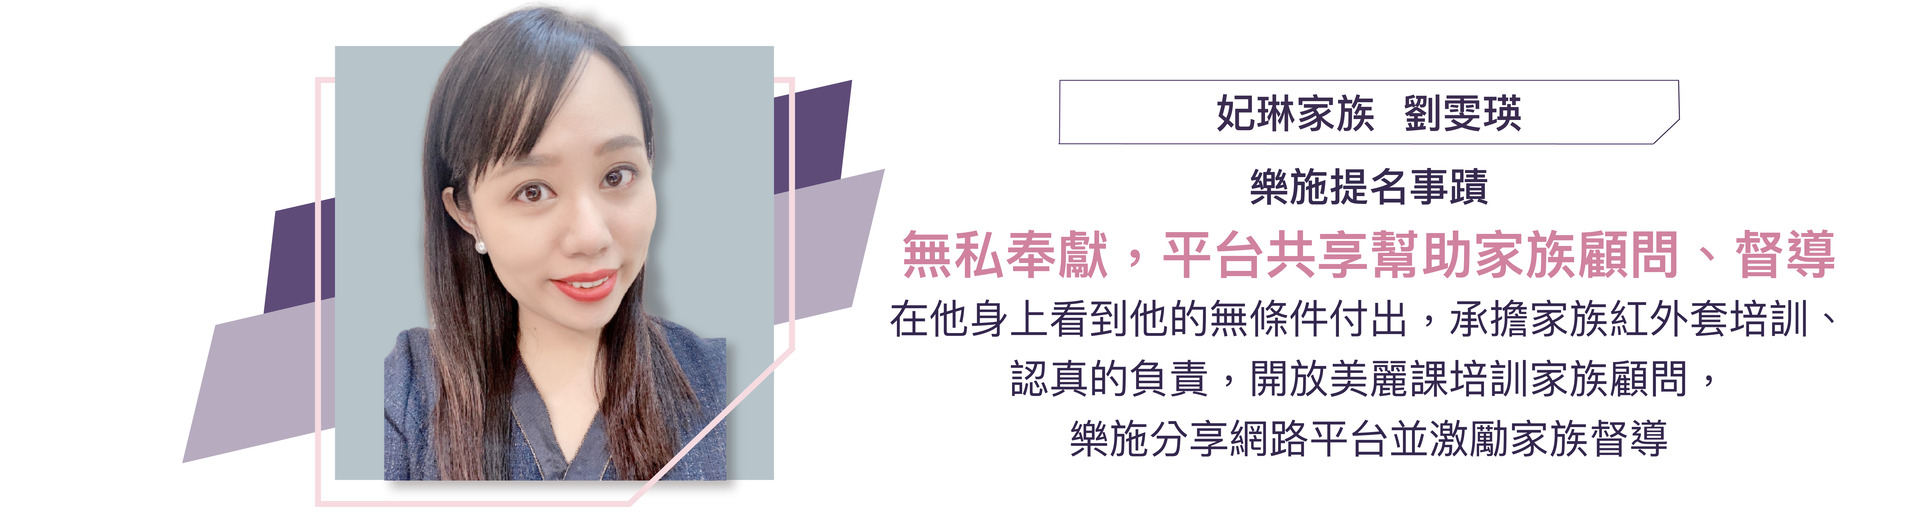 妃琳家族 劉雯瑛
樂施提名事蹟
無私奉獻，平台共享幫助家族顧問、督導
在他身上看到他的無條件付出，承擔家族紅外套培訓、
認真的負責，開放美麗課培訓家族顧問，
樂施分享網路平台並激勵家族督導